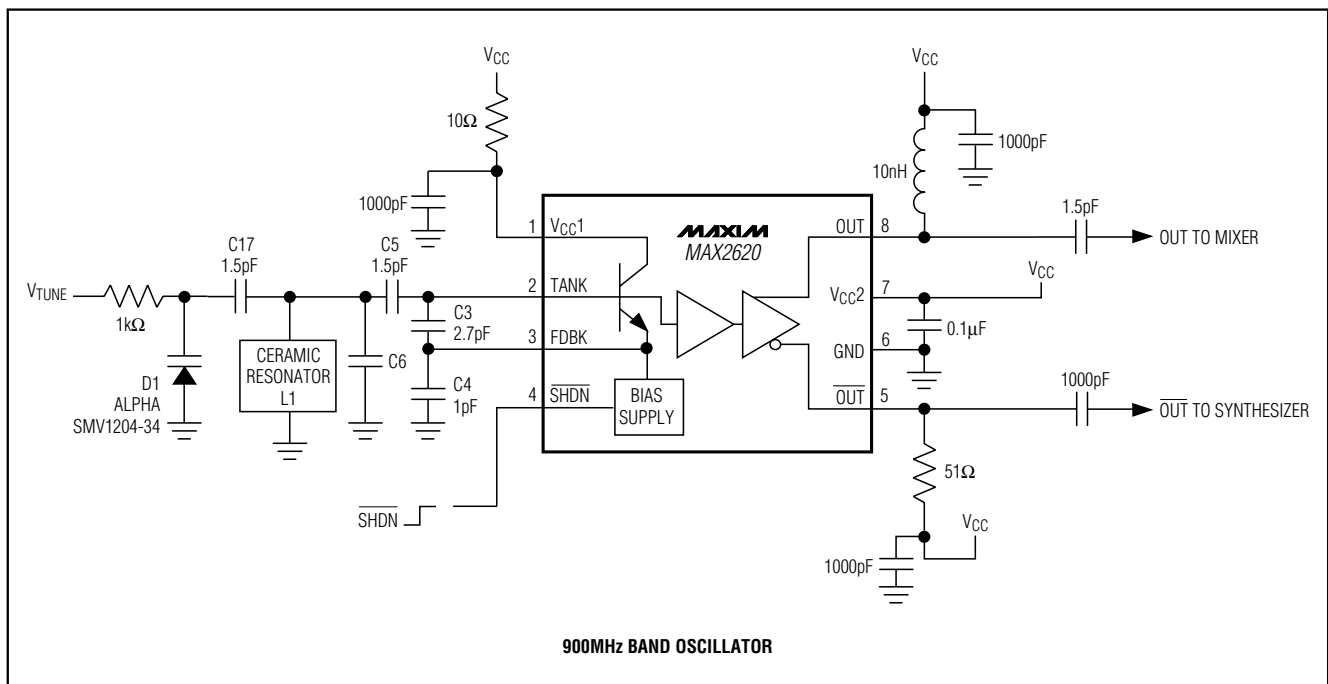 VCC
10Ω
1000pF
VCC
1000pF
10nH
1.5pF
OUT TO MIXER
MAXIM
MAX2620
1 VCC1
2 TANK
3 FDBK
4 SHDN
BIAS
SUPPLY
OUT 8
VCC2 7
GND 6
OUT 5
C17
1.5pF
C5
1.5pF
VTUNE
1kΩ
D1
ALPHA
SMV1204-34
CERAMIC
RESONATOR
L1
C6
C3
2.7pF
C4
1pF
SHDN
VCC
0.1μF
1000pF
OUT TO SYNTHESIZER
51Ω
VCC
1000pF
900MHz BAND OSCILLATOR